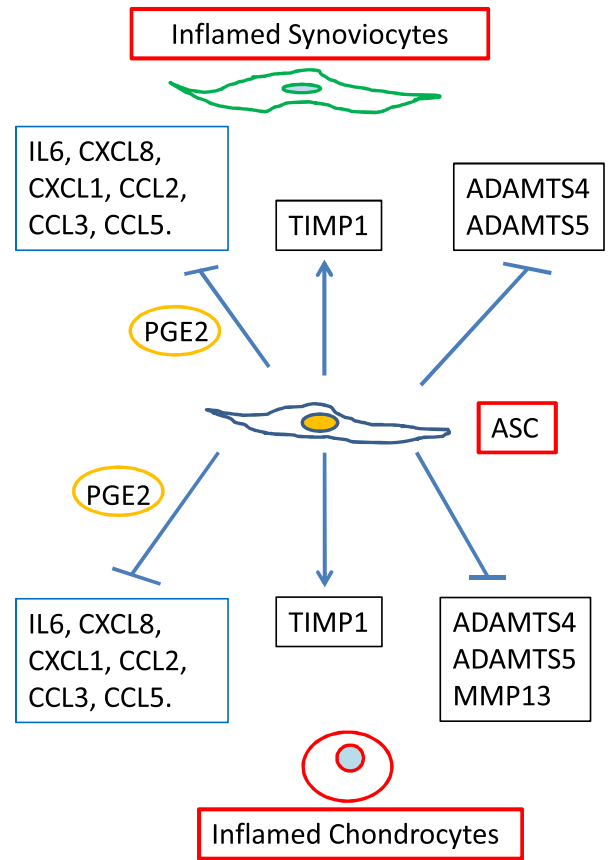 Inflamed Synoviocytes
IL6, CXCL8,
CXCL1, CCL2,
CCL3, CCL5.
TIMP1
ADAMTS4
ADAMTS5
PGE2
ASC
PGE2
IL6, CXCL8,
CXCL1, CCL2,
CCL3, CCL5.
TIMP1
ADAMTS4
ADAMTS5
MMP13
Inflamed Chondrocytes